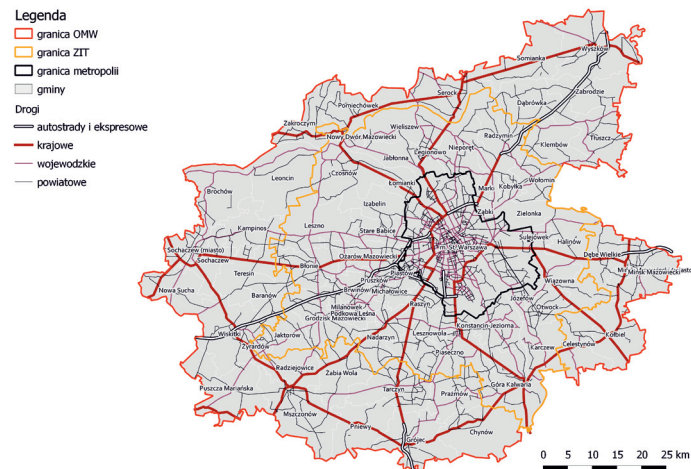 Legenda
granica OMW
granica ZIT
granica metropolii
gminy
Drogi
autostrady i ekspresowe
krajowe
wojewodzkie
powiatowe
Wyszków
Somianka
Zabrodzie
Serock
Dąbrówka
Pomiechówek
Zakroczym
Wieliszew
Radzymin
Tłuszcz
Nowy Dwór Mazowiecki
Nieporęt
Klembów
Legionowo
Jabłonna
Czosnów
Leoncin
Wołomin
Łomianki
Marki
Kobyłka
Brochów
Izabelin
Ząbki
Zielonka
Kampinos
Leszno
Stare Babice
Sulejówek
m. St. Warszawa
Halinów
Sochaczew (miasto)
Sochaczew
Ożarów Mazowiecki
Dębe Wielkie
Błonie
Teresin
Piastów
Mińsk Mazowiecki
Pruszków
Wiązowna
Nowa Sucha
Baranów
Brwinów
Michałowice
Józefów
Raszyn
Milanówek
Podkowa Leśna
Otwock
Grodzisk Mazowiecki
Konstancin-Jeziorna
Wiskitki
Jaktorów
Nadarzyn
Lesznowola
Kołbiel
Żyrardów
Karczew
Celestynów
Piaseczno
Radziejowice
Żabia Wola
Puszcza Mariańska
Tarczyn
Prażmów
Góra Kalwaria
Mszczonów
Pniewy
Chynów
Grójec
0 5 10 15 20 25 km